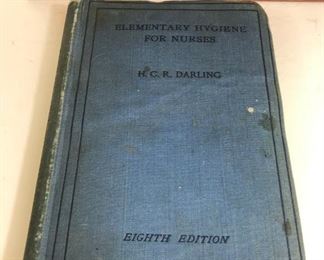 ELEMENTARY HYGIENE
FOR NURSES
H. C. R. DARLING
EIGHTH EDITION